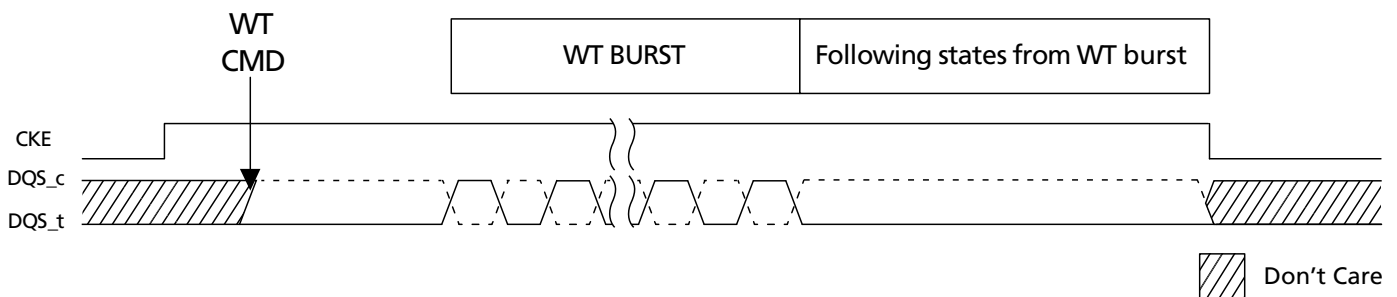 WT
CMD
WT BURST
Following states from WT burst
CKE
DQS_c
DQS_t
Don't Care